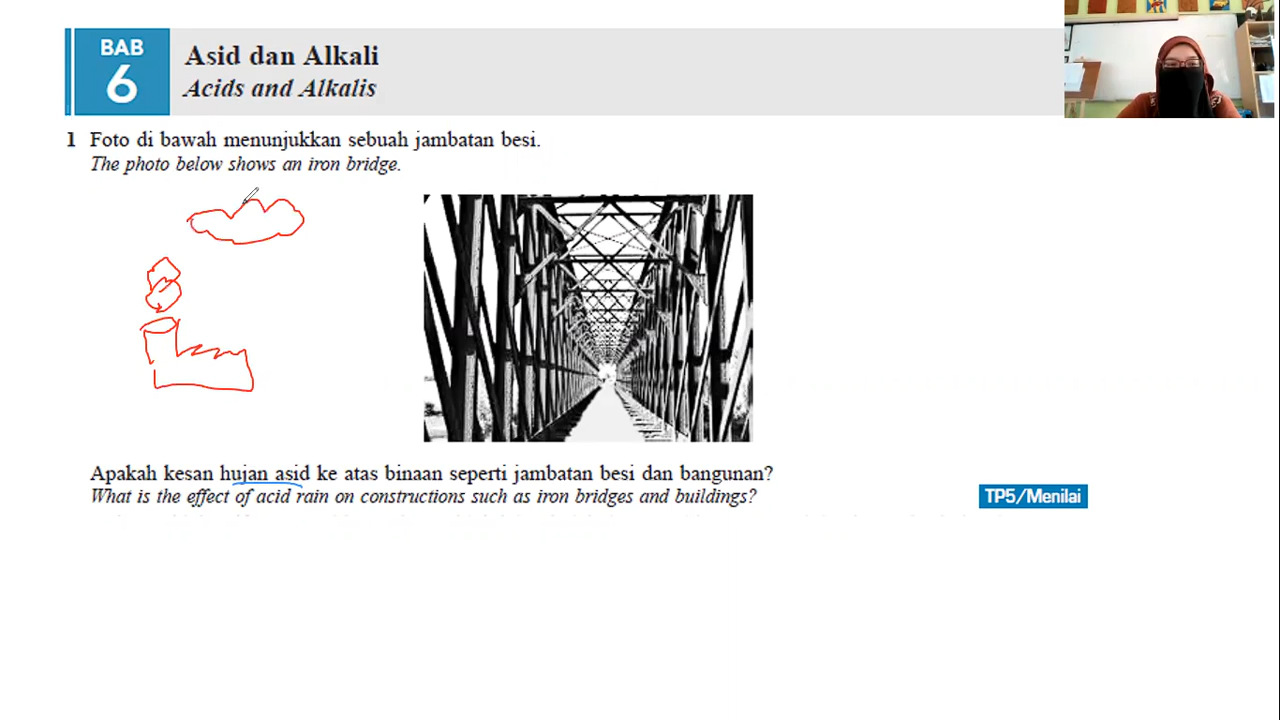 BAB
6
Asid dan Alkali
Acids and Alkalis
1 Foto di bawah menunjukkan sebuah jambatan besi.
The photo below shows an iron bridge.
Apakah kesan hujan asid ke atas binaan seperti jambatan besi dan bangunan?
What is the effect of acid rain on constructions such as iron bridges and buildings?
TP5/Menilai